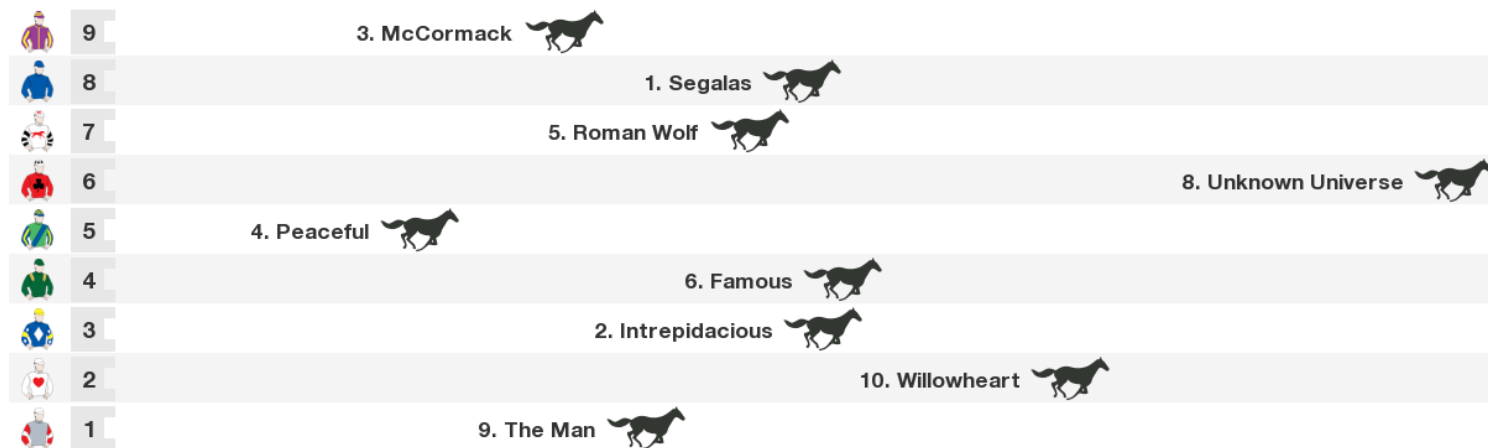 9 3. McCormack
8 1. Segalas
7 5. Roman Wolf
6 8. Unknown Universe
5 4. Peaceful
4 6. Famous
3 2. Intrepidacious
2 10. Willowheart
1 9. The Man